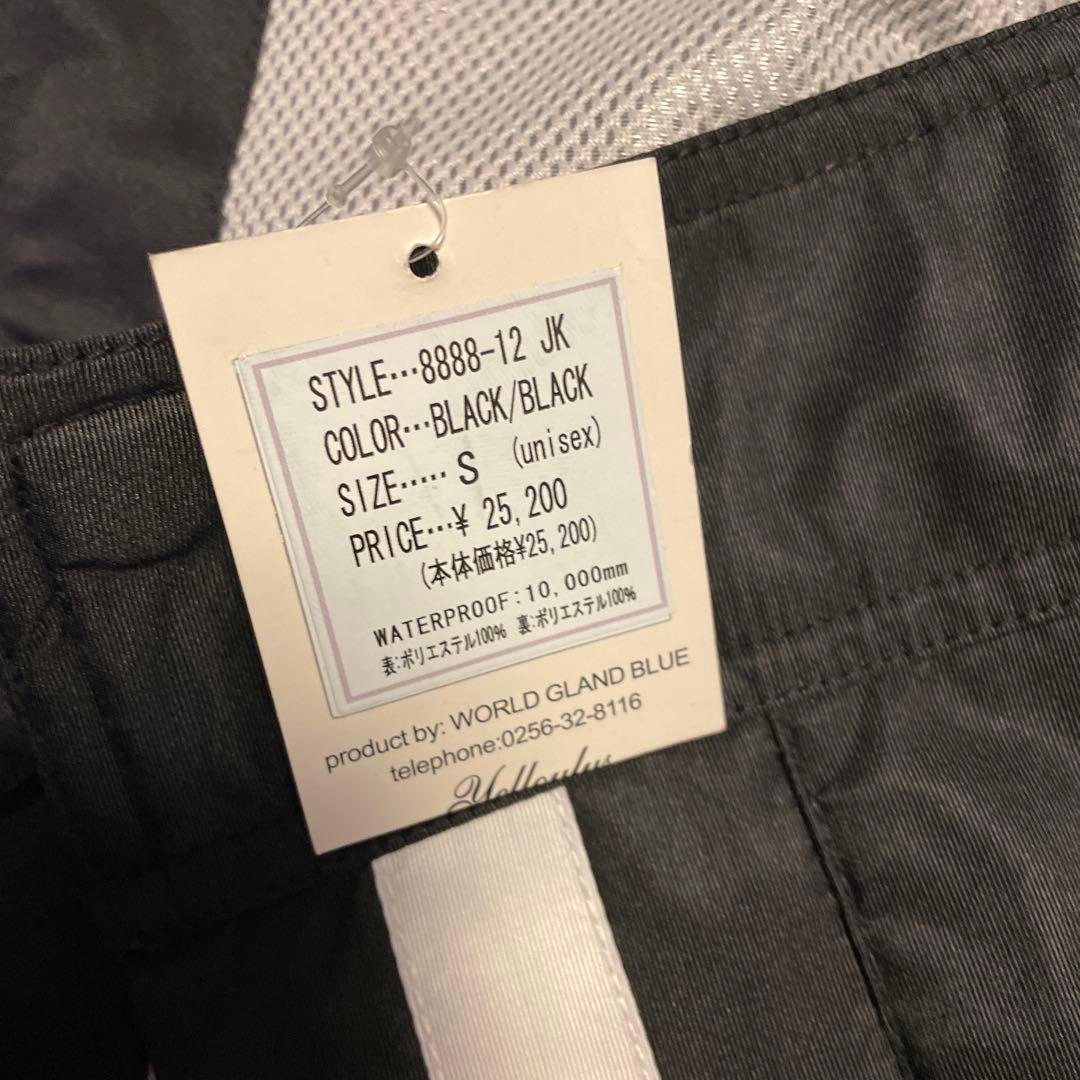 STYLE…8888-12 JK
COLOR…BLACK/BLACK
SIZE….. S (unisex)
PRICE…¥ 25,200
(本体価格¥25,200)
WATERPROOF:10,000mm
表:ポリエステル100% 裏:ポリエステル100%
product by: WORLD GLAND BLUE
telephone:0256-32-8116